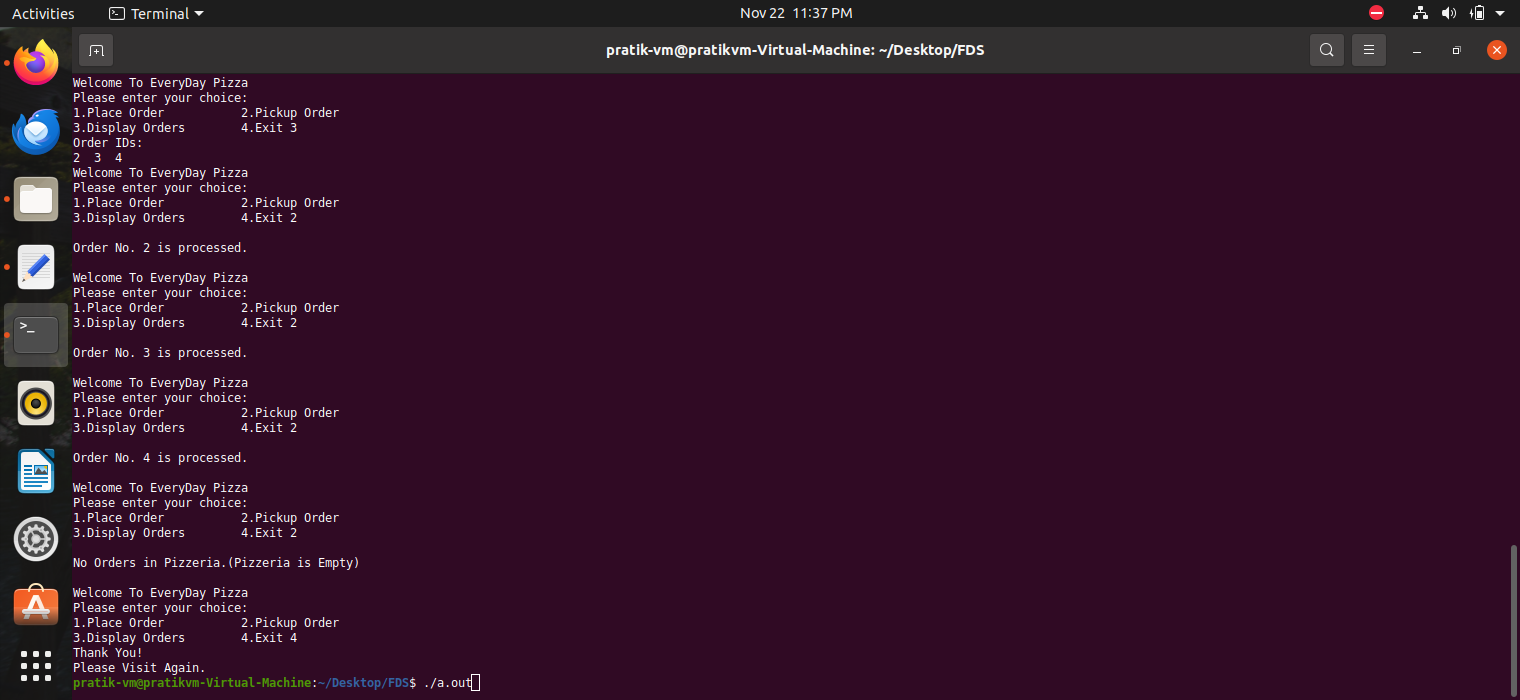 Activities Terminal Nov 22 11:37 PM
pratik-vm@pratikvm-Virtual-Machine: ~/Desktop/FDS
Welcome To EveryDay Pizza
Please enter your choice:
1.Place Order 2.Pickup Order
3.Display Orders 4.Exit 3
Order IDs:
2 3 4
Welcome To EveryDay Pizza
Please enter your choice:
1.Place Order 2.Pickup Order
3.Display Orders 4.Exit 2
Order No. 2 is processed.
Welcome To EveryDay Pizza
Please enter your choice:
1.Place Order 2.Pickup Order
3.Display Orders 4.Exit 2
Order No. 3 is processed.
Welcome To EveryDay Pizza
Please enter your choice:
1.Place Order 2.Pickup Order
3.Display Orders 4.Exit 2
Order No. 4 is processed.
Welcome To EveryDay Pizza
Please enter your choice:
1.Place Order 2.Pickup Order
3.Display Orders 4.Exit 2
No Orders in Pizzeria.(Pizzeria is Empty)
Welcome To EveryDay Pizza
Please enter your choice:
1.Place Order 2.Pickup Order
3.Display Orders 4.Exit 4
Thank You!
Please Visit Again.
pratik-vm@pratikvm-Virtual-Machine:~/Desktop/FDS$ ./a.out